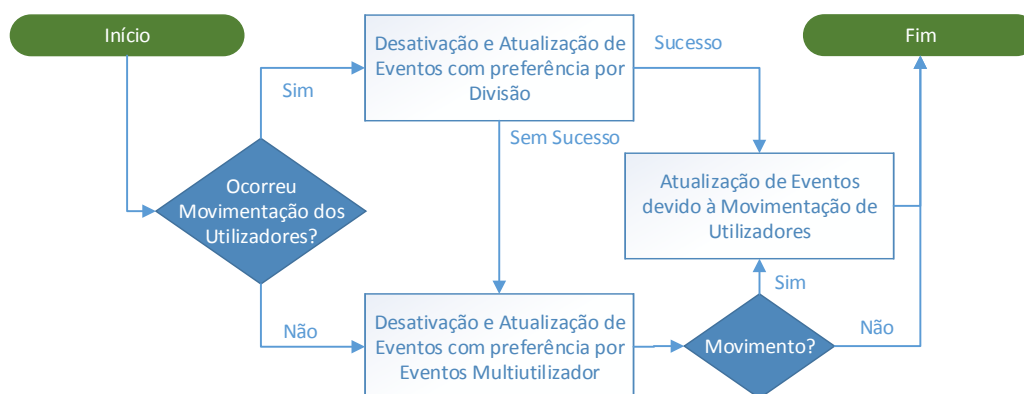 Início
Desativação e Atualização de
Eventos com preferência por
Divisão
Sucesso
Fim
Sim
Sem Sucesso
Ocorreu
Movimentação dos
Utilizadores?
Atualização de Eventos
devido à Movimentação de
Utilizadores
Sim
Não
Desativação e Atualização de
Eventos com preferência por
Eventos Multiutilizador
Movimento?
Não